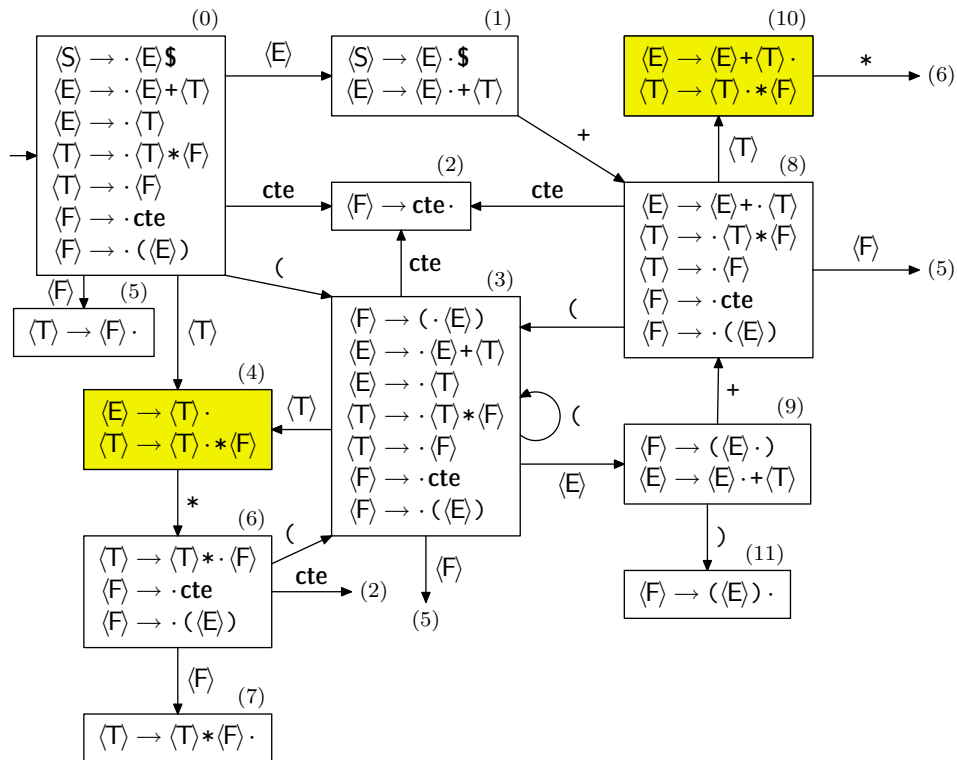 (0)
⟨S⟩ → · ⟨E⟩$
⟨E⟩ → · ⟨E⟩+⟨T⟩
⟨E⟩ → · ⟨T⟩
⟨T⟩ → · ⟨T⟩*⟨F⟩
⟨T⟩ → · ⟨F⟩
⟨F⟩ → · cte
⟨F⟩ → · (⟨E⟩)
⟨E⟩
(1)
⟨S⟩ → ⟨E⟩ · $
⟨E⟩ → ⟨E⟩ · +⟨T⟩
+
(10)
⟨E⟩ → ⟨E⟩+⟨T⟩ ·
⟨T⟩ → ⟨T⟩ · *⟨F⟩
*
(6)
⟨T⟩
cte
(2)
⟨F⟩ → cte ·
cte
cte
(8)
⟨E⟩ → ⟨E⟩+ · ⟨T⟩
⟨T⟩ → · ⟨T⟩*⟨F⟩
⟨T⟩ → · ⟨F⟩
⟨F⟩ → · cte
⟨F⟩ → · (⟨E⟩)
⟨F⟩
(5)
(
⟨F⟩
(5)
⟨T⟩ → ⟨F⟩ ·
⟨T⟩
(3)
⟨F⟩ → ( · ⟨E⟩)
⟨E⟩ → · ⟨E⟩+⟨T⟩
⟨E⟩ → · ⟨T⟩
⟨T⟩ → · ⟨T⟩*⟨F⟩
⟨T⟩ → · ⟨F⟩
⟨F⟩ → · cte
⟨F⟩ → · (⟨E⟩)
(
(
⟨E⟩
+
(4)
⟨E⟩ → ⟨T⟩ ·
⟨T⟩ → ⟨T⟩ · *⟨F⟩
⟨T⟩
*
(9)
⟨F⟩ → (⟨E⟩ · )
⟨E⟩ → ⟨E⟩ · +⟨T⟩
)
(6)
⟨T⟩ → ⟨T⟩* · ⟨F⟩
⟨F⟩ → · cte
⟨F⟩ → · (⟨E⟩)
(
cte
(2)
⟨F⟩
(5)
(11)
⟨F⟩ → (⟨E⟩) ·
⟨F⟩
(7)
⟨T⟩ → ⟨T⟩*⟨F⟩ ·